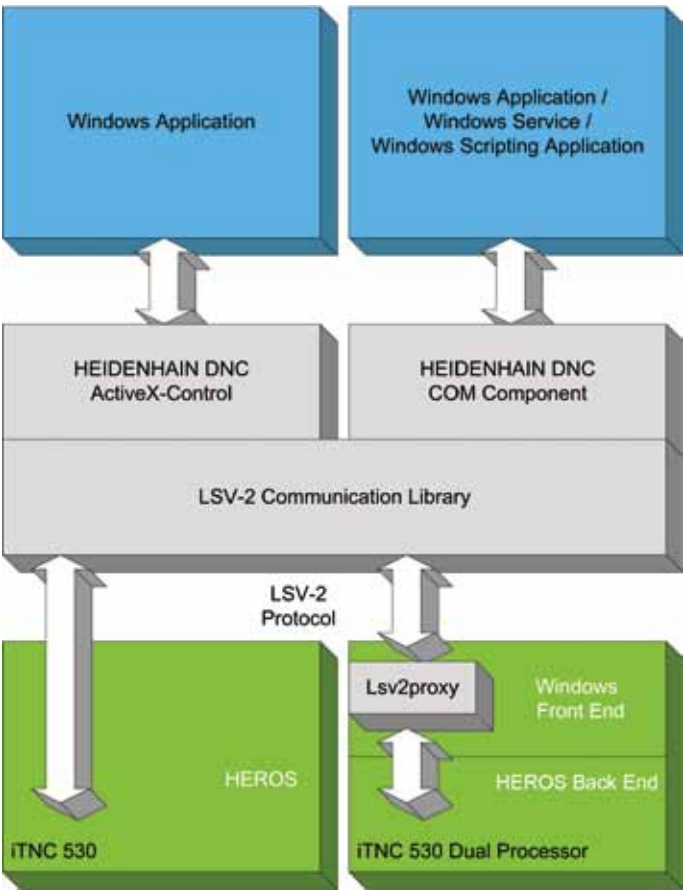 Windows Application
Windows Application /
Windows Service /
Windows Scripting Application
HEIDENHAIN DNC
ActiveX-Control
HEIDENHAIN DNC
COM Component
LSV-2 Communication Library
LSV-2
Protocol
HEROS
iTNC 530
Lsv2proxy
Windows
Front End
HEROS Back End
iTNC 530 Dual Processor